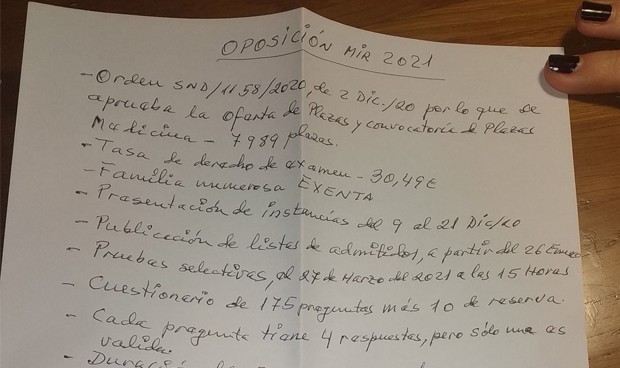 OPOSICIÓN MIR 2021
- Orden SND/1158/2020, de 2 Dic./20 por lo que se
aprueba la oferta de Plazas y convocatoria de Plazas
Medicina - 7989 plazas.
- Tasa de derecho de examen - 30,49€
- Familia numerosa EXENTA
- Presentación de instancias del 9 al 21 Dic/20
- Publicación de listas de admitidos, a partir del 26 Enero
- Pruebas selectivas, el 27 de Marzo del 2021 a las 15 Horas
- Cuestionario de 175 preguntas más 10 de reserva.
- Cada pregunta tiene 4 respuestas, pero sólo una es
valida.
- Duración